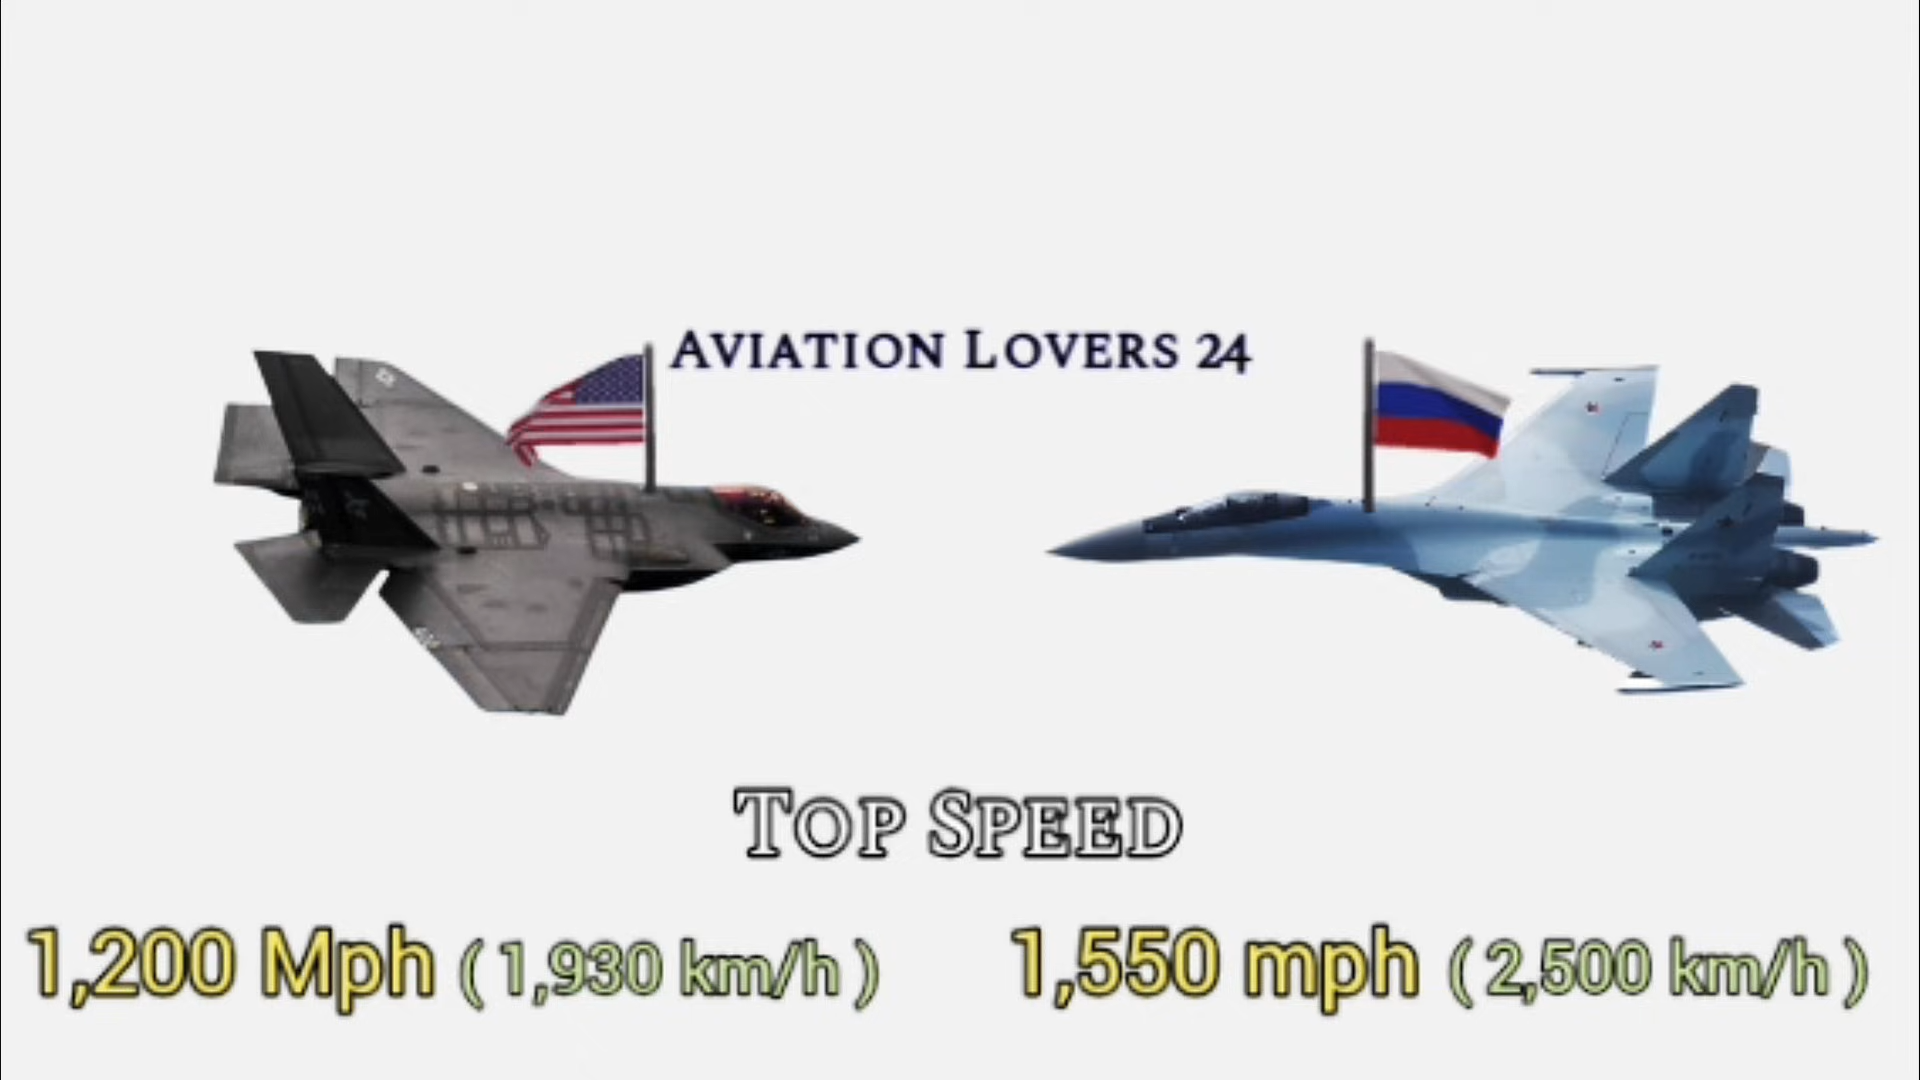 AVIATION LOVERS 24
TOP SPEED
1,200 Mph ( 1,930 km/h ) 1,550 mph ( 2,500 km/h )